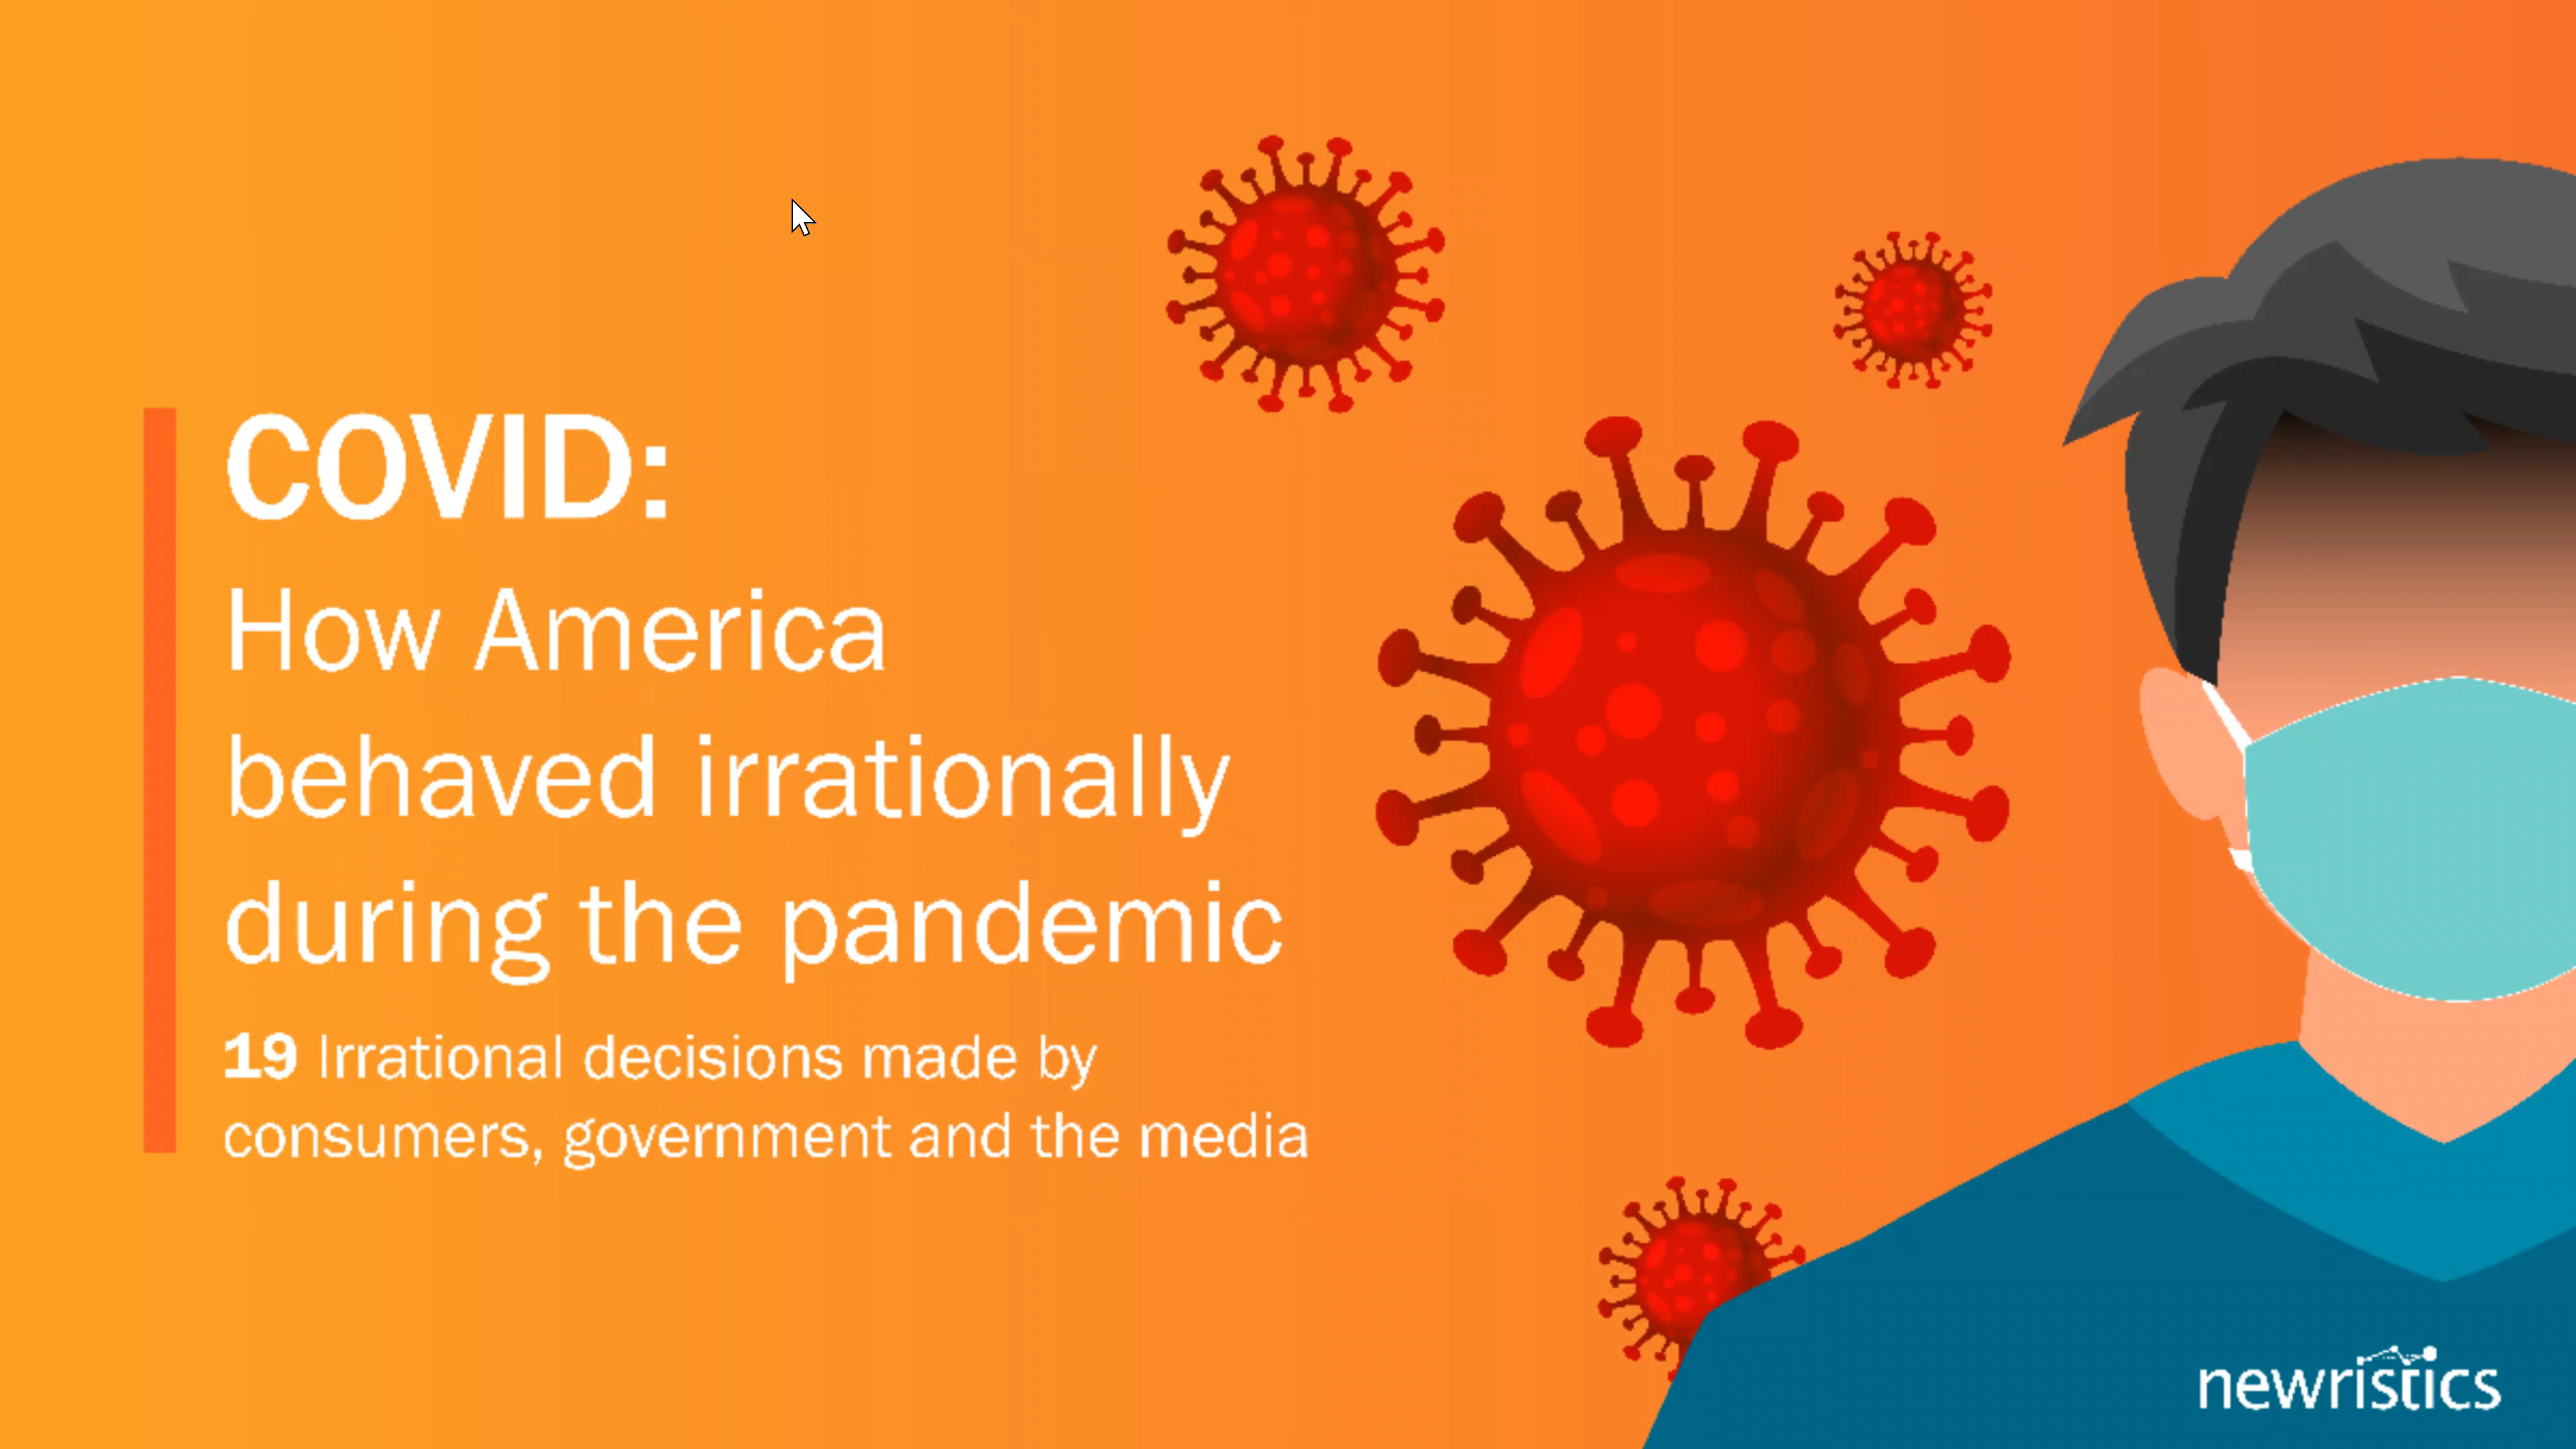 COVID:
How America
behaved irrationally
during the pandemic
19 Irrational decisions made by
consumers, government and the media
newristics